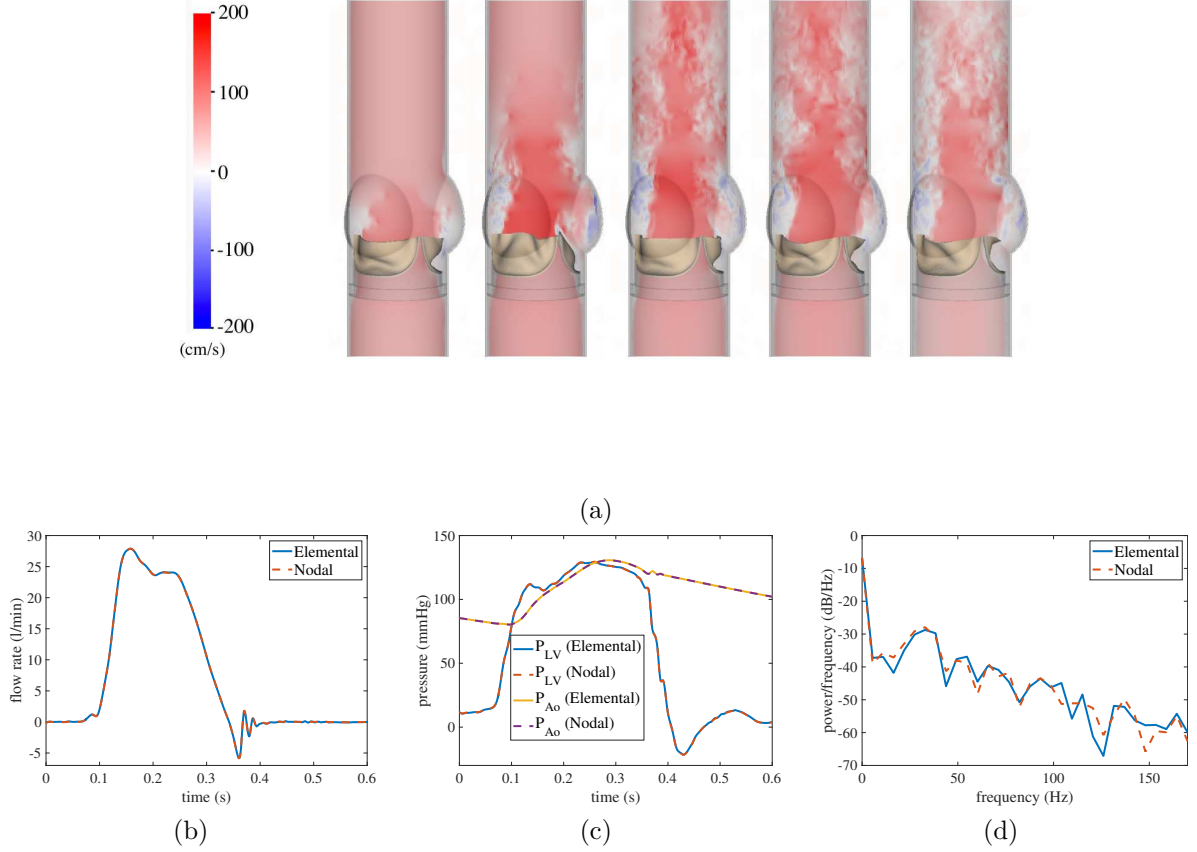 200
100
0
-100
-200
(cm/s)
(a)
30
25
20
15
10
5
0
-5
0 0.1 0.2 0.3 0.4 0.5 0.6
flow rate (l/min)
time (s)
Elemental
Nodal
(b)
150
100
50
0
0 0.1 0.2 0.3 0.4 0.5 0.6
pressure (mmHg)
time (s)
P_LV (Elemental)
P_LV (Nodal)
P_Ao (Elemental)
P_Ao (Nodal)
(c)
0
-10
-20
-30
-40
-50
-60
-70
0 50 100 150
power/frequency (dB/Hz)
frequency (Hz)
Elemental
Nodal
(d)